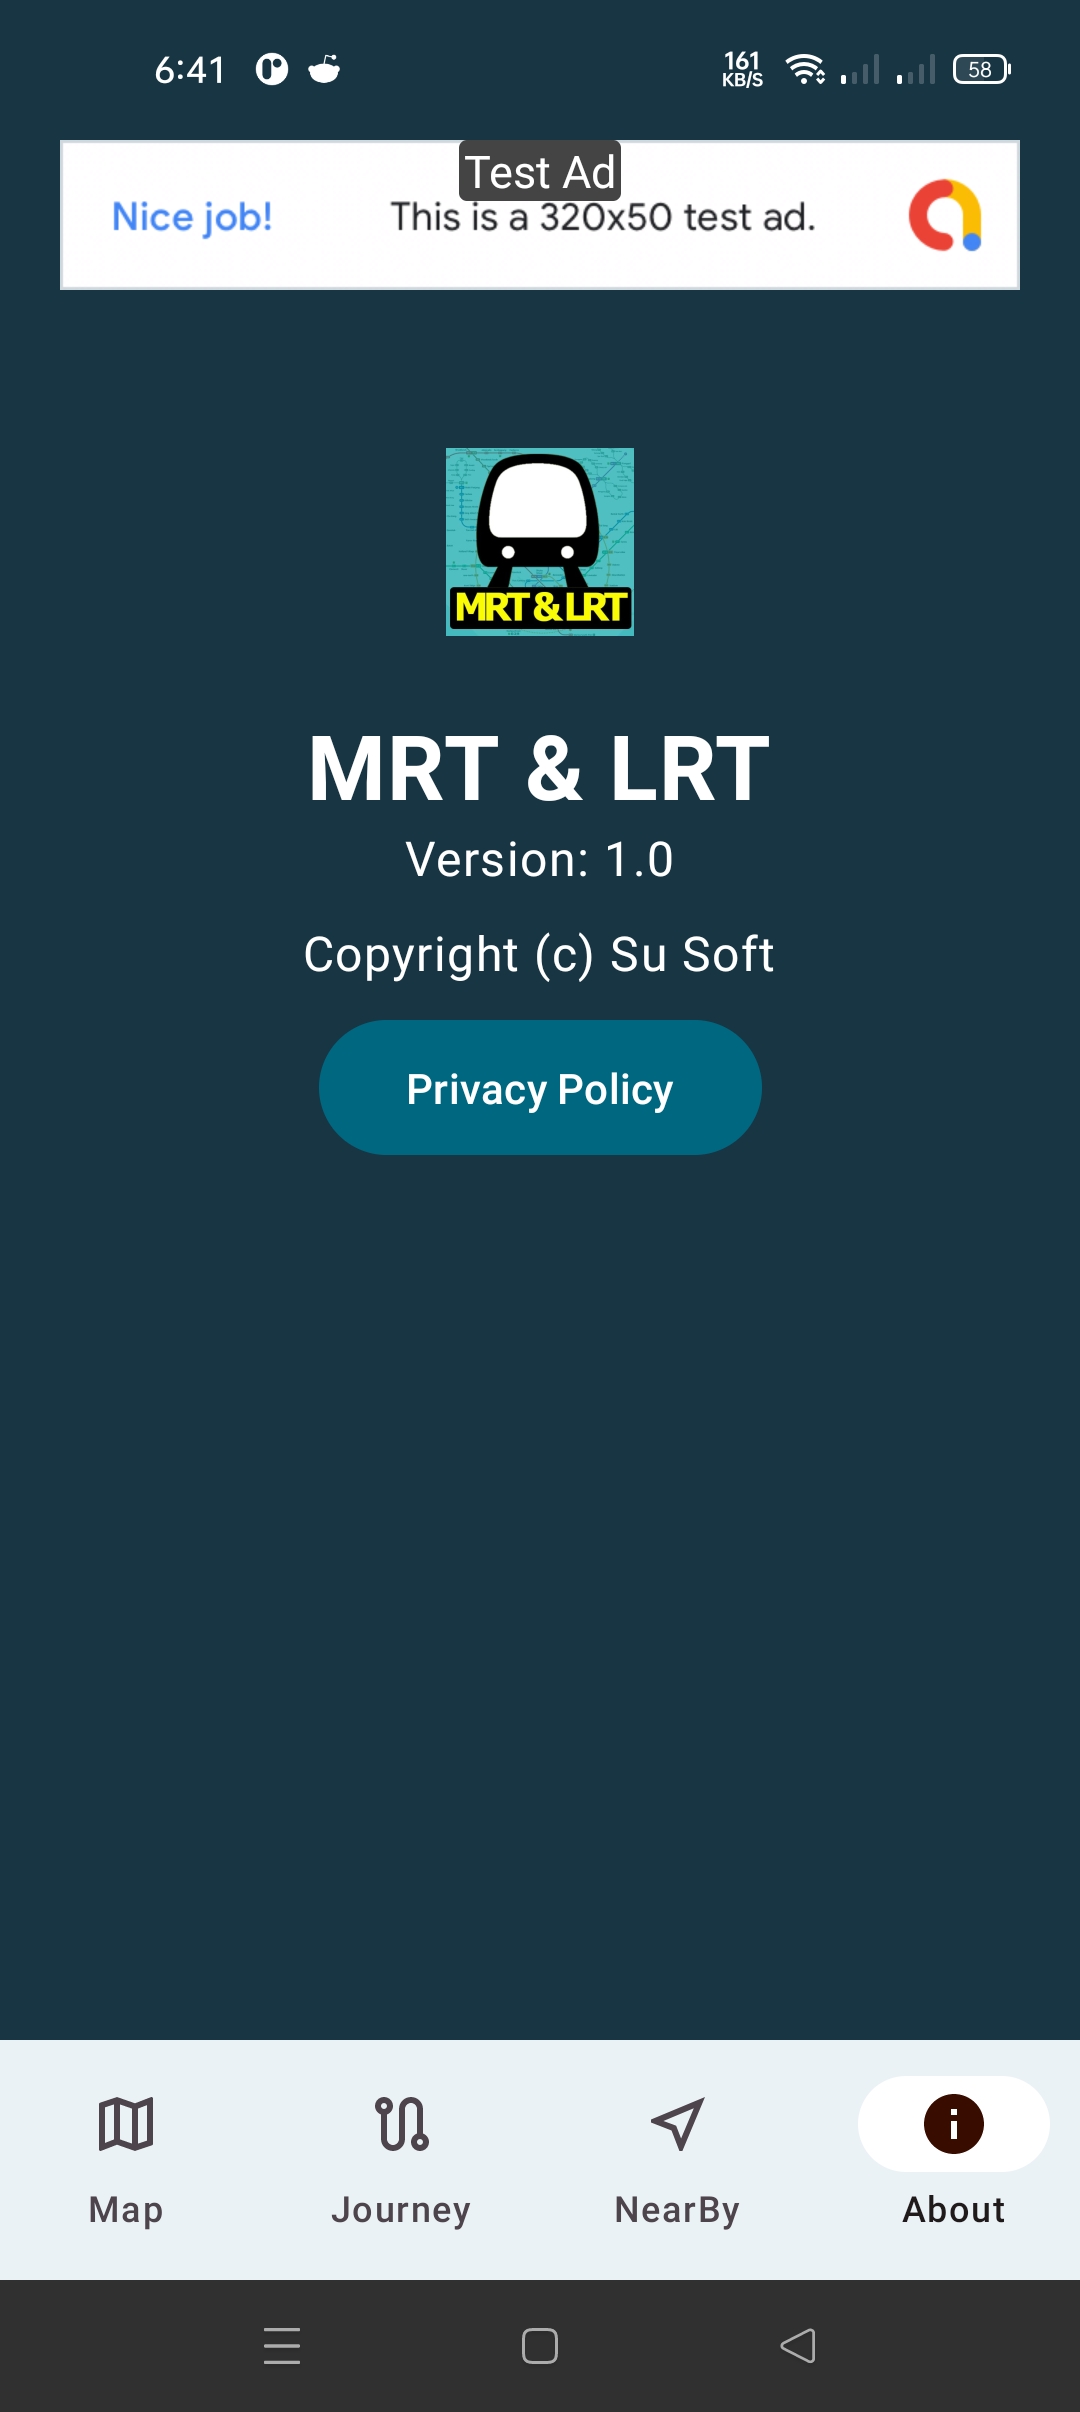 6:41
161
KB/S
58
Test Ad
Nice job!
This is a 320x50 test ad.
MRT & LRT
MRT & LRT
Version: 1.0
Copyright (c) Su Soft
Privacy Policy
Map
Journey
NearBy
About